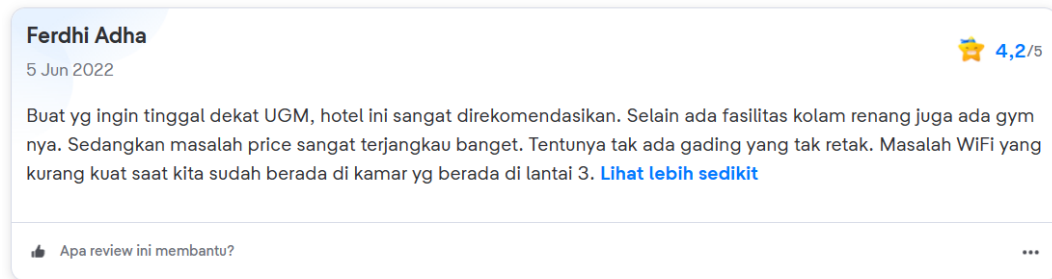 Ferdhi Adha
4,2/5
5 Jun 2022
Buat yg ingin tinggal dekat UGM, hotel ini sangat direkomendasikan. Selain ada fasilitas kolam renang juga ada gym
nya. Sedangkan masalah price sangat terjangkau banget. Tentunya tak ada gading yang tak retak. Masalah WiFi yang
kurang kuat saat kita sudah berada di kamar yg berada di lantai 3. Lihat lebih sedikit
Apa review ini membantu?